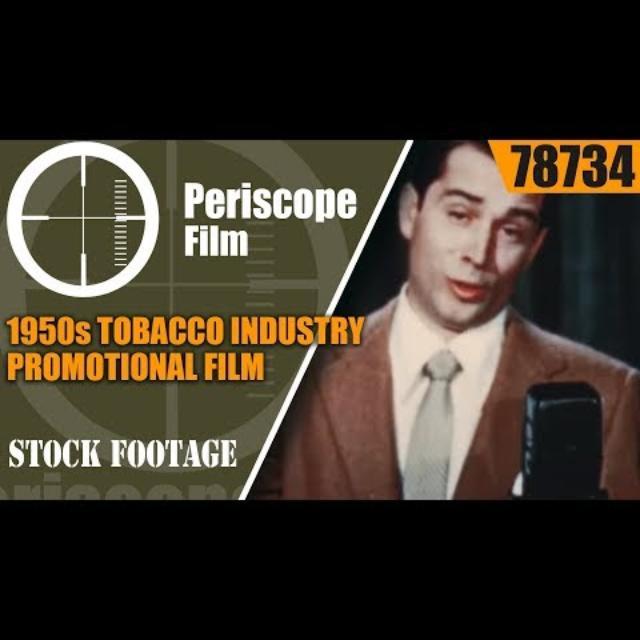 Periscope
Film
78734
1950s TOBACCO INDUSTRY
PROMOTIONAL FILM
STOCK FOOTAGE